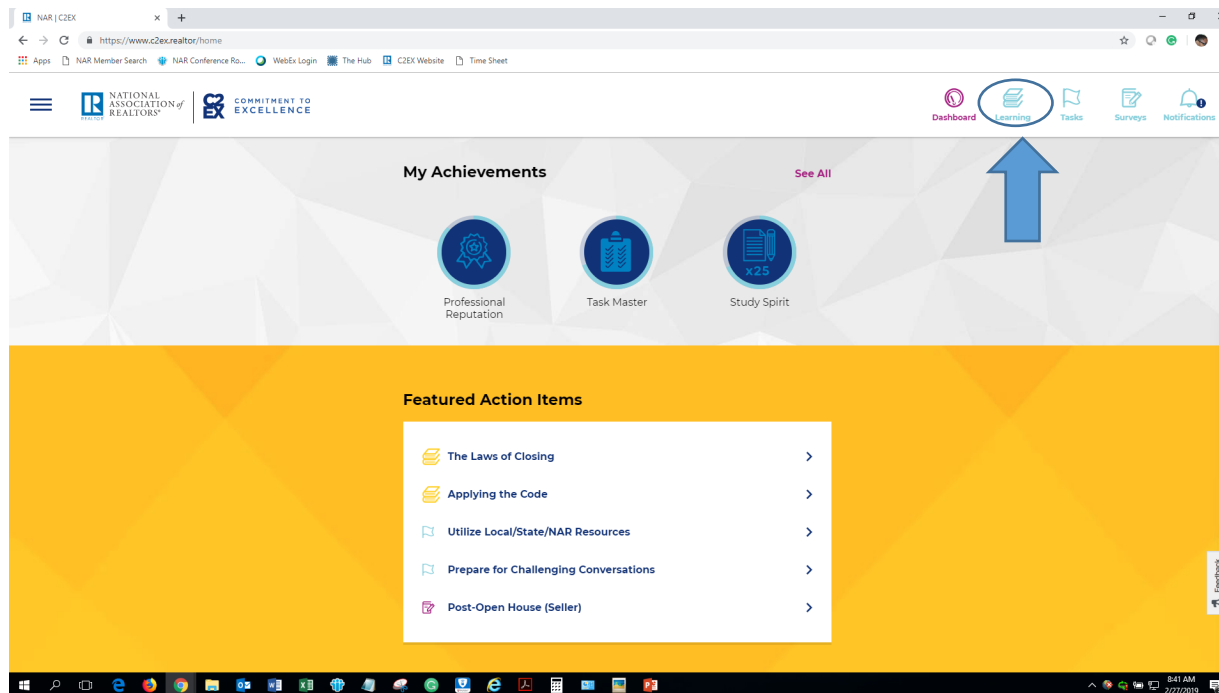 NAR | C2EX
https://www.c2ex.realtor/home
Apps NAR Member Search NAR Conference Ro... WebEx Login The Hub C2EX Website Time Sheet
NATIONAL
ASSOCIATION of
REALTORS®
REALTOR
C2
EX
COMMITMENT TO
EXCELLENCE
Dashboard Learning Tasks Surveys Notifications
My Achievements See All
x25
Professional
Reputation
Task Master
Study Spirit
Featured Action Items
The Laws of Closing
Applying the Code
Utilize Local/State/NAR Resources
Prepare for Challenging Conversations
Post-Open House (Seller)
Feedback
8:41 AM
2/27/2019